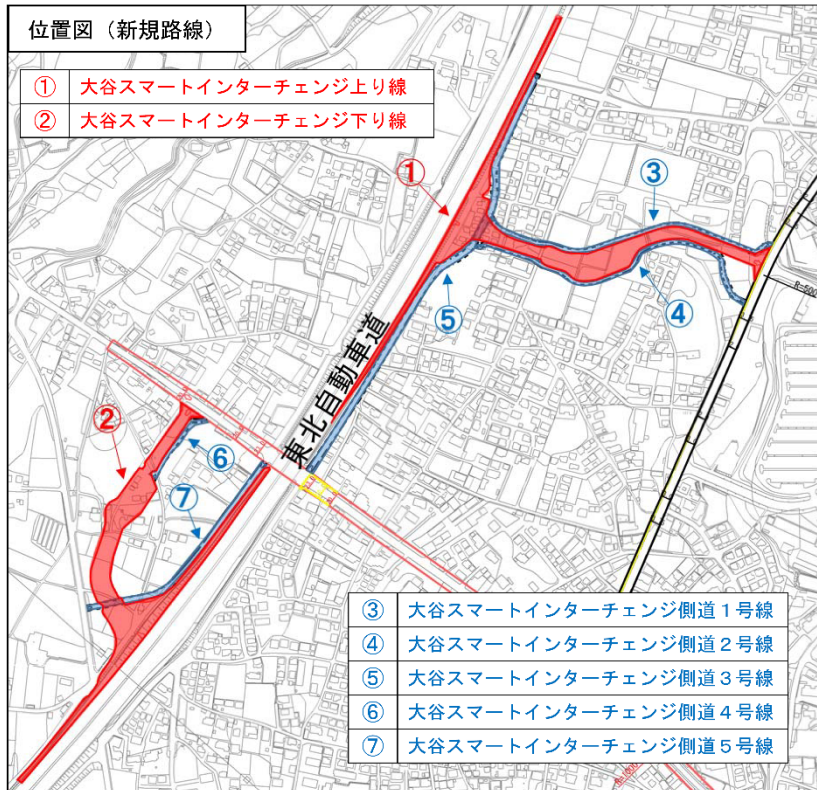 位置図（新規路線）
① 大谷スマートインターチェンジ上り線
② 大谷スマートインターチェンジ下り線
①
③
④
⑤
R=500
東北自動車道
②
⑥
⑦
③ 大谷スマートインターチェンジ側道１号線
④ 大谷スマートインターチェンジ側道２号線
⑤ 大谷スマートインターチェンジ側道３号線
⑥ 大谷スマートインターチェンジ側道４号線
⑦ 大谷スマートインターチェンジ側道５号線